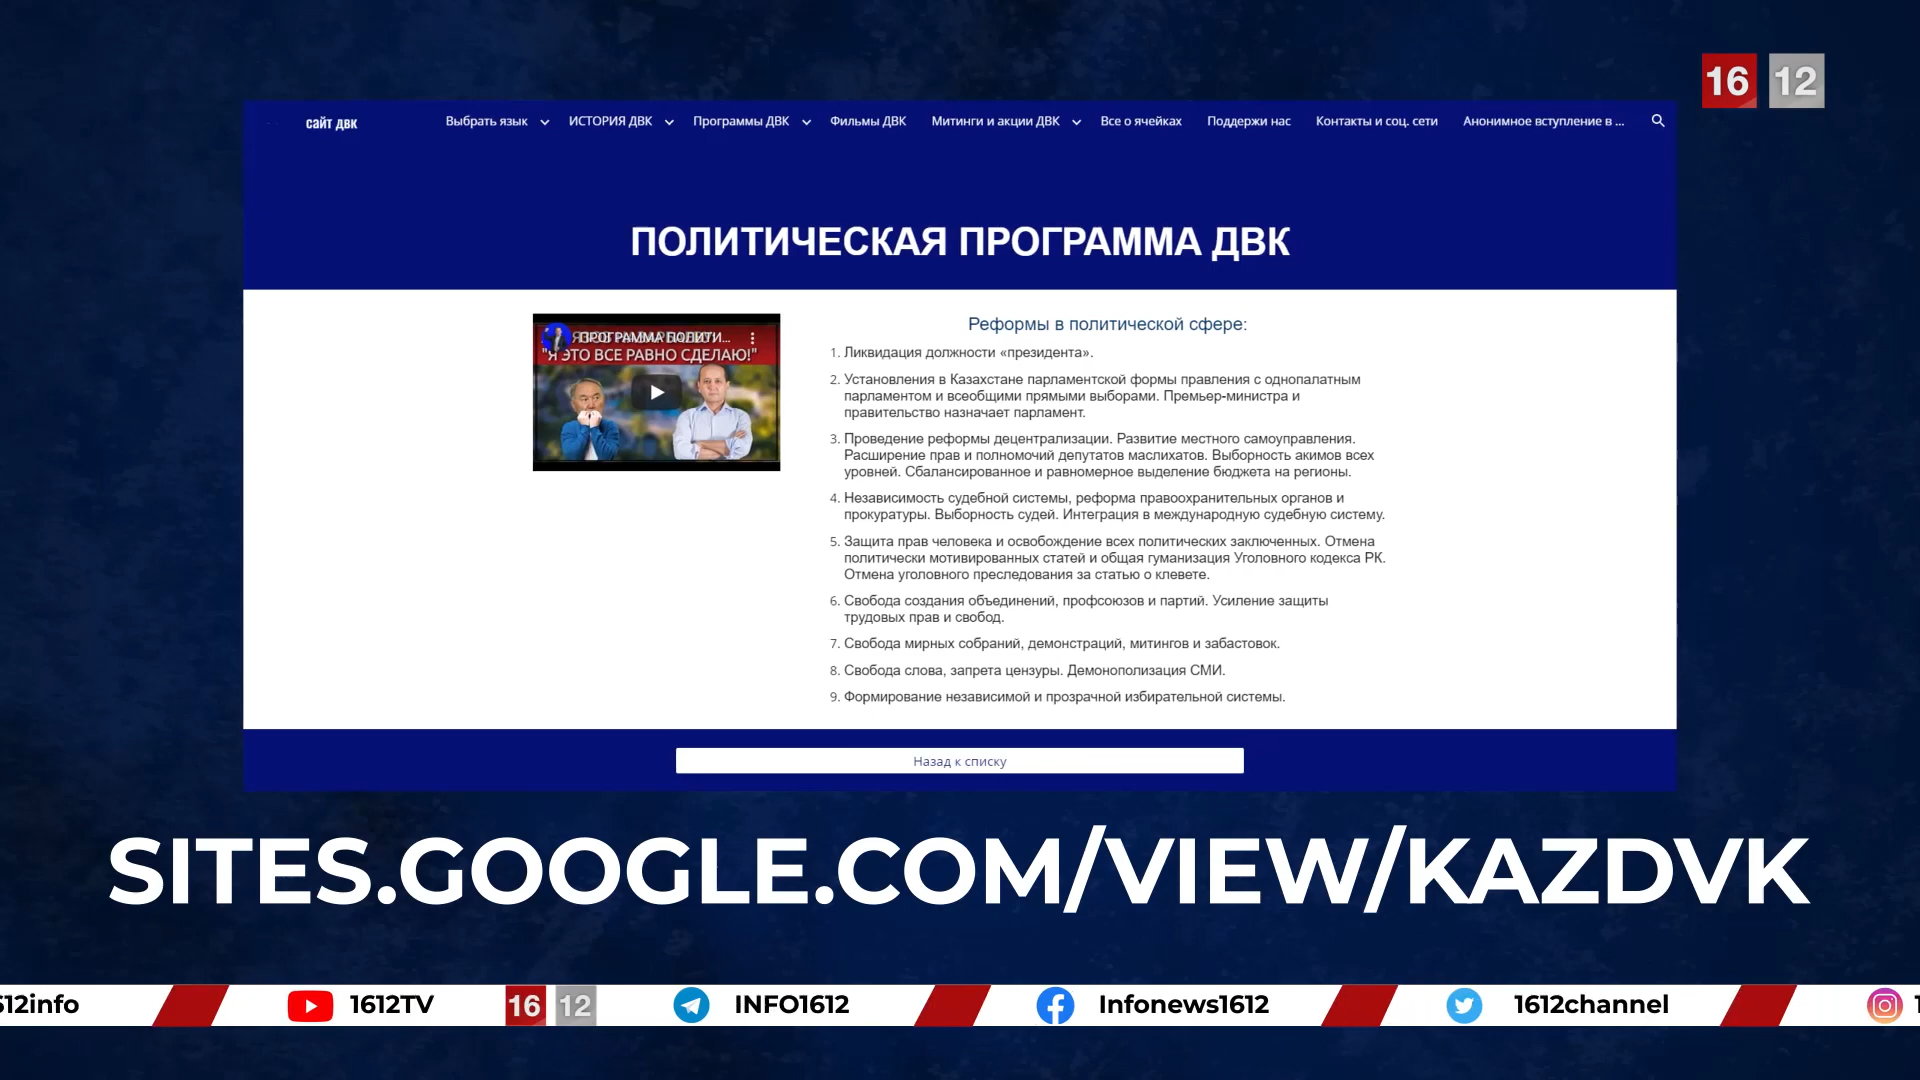 16 12
сайт двк
Выбрать язык
ИСТОРИЯ ДВК
Программы ДВК
Фильмы ДВК
Митинги и акции ДВК
Все о ячейках
Поддержи нас
Контакты и соц. сети
Анонимное вступление в ...
ПОЛИТИЧЕСКАЯ ПРОГРАММА ДВК
ПРОГРАММА ПОЛИТИ...
"Я ЭТО ВСЕ РАВНО СДЕЛАЮ!"
Реформы в политической сфере:
1. Ликвидация должности «президента».
2. Установления в Казахстане парламентской формы правления с однопалатным
парламентом и всеобщими прямыми выборами. Премьер-министра и
правительство назначает парламент.
3. Проведение реформы децентрализации. Развитие местного самоуправления.
Расширение прав и полномочий депутатов маслихатов. Выборность акимов всех
уровней. Сбалансированное и равномерное выделение бюджета на регионы.
4. Независимость судебной системы, реформа правоохранительных органов и
прокуратуры. Выборность судей. Интеграция в международную судебную систему.
5. Защита прав человека и освобождение всех политических заключенных. Отмена
политически мотивированных статей и общая гуманизация Уголовного кодекса РК.
Отмена уголовного преследования за статью о клевете.
6. Свобода создания объединений, профсоюзов и партий. Усиление защиты
трудовых прав и свобод.
7. Свобода мирных собраний, демонстраций, митингов и забастовок.
8. Свобода слова, запрета цензуры. Демонополизация СМИ.
9. Формирование независимой и прозрачной избирательной системы.
Назад к списку
SITES.GOOGLE.COM/VIEW/KAZDVK
612info
1612TV
16 12
INFO1612
Infonews1612
1612channel
1